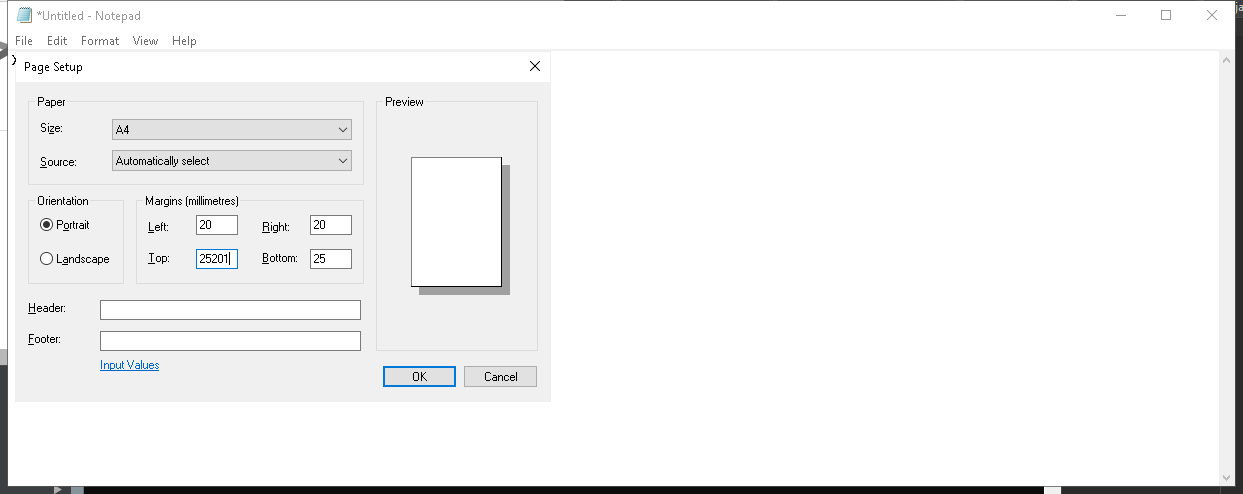 *Untitled - Notepad
File Edit Format View Help
Page Setup
Paper
Size: A4
Source: Automatically select
Preview
Orientation
Portrait
Landscape
Margins (millimetres)
Left: 20 Right: 20
Top: 25201 Bottom: 25
Header:
Footer:
Input Values
OK Cancel